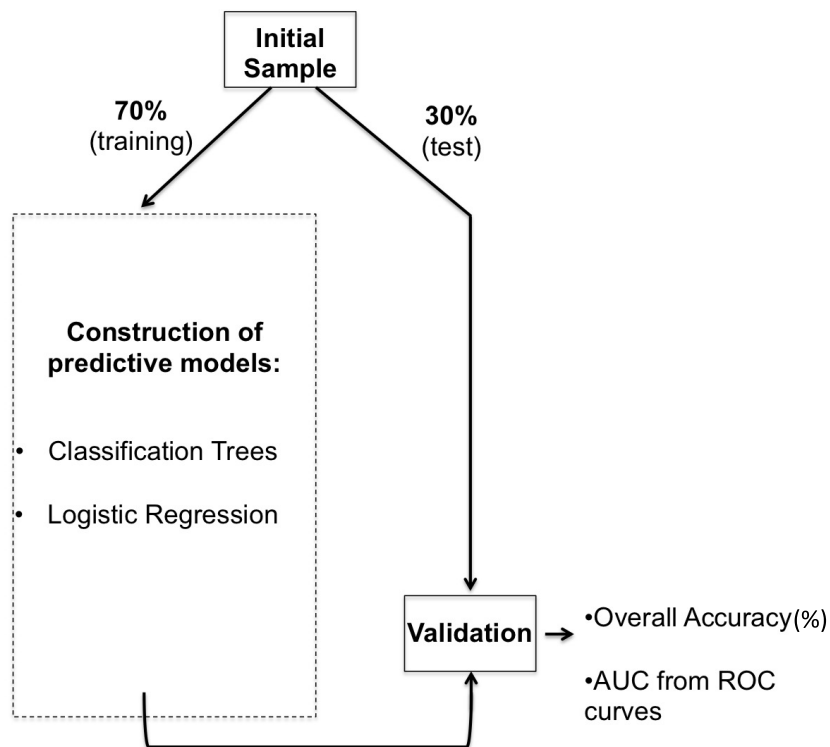 Initial
Sample
70%
(training)
30%
(test)
Construction of
predictive models:
• Classification Trees
• Logistic Regression
Validation
•Overall Accuracy(%)
•AUC from ROC
curves